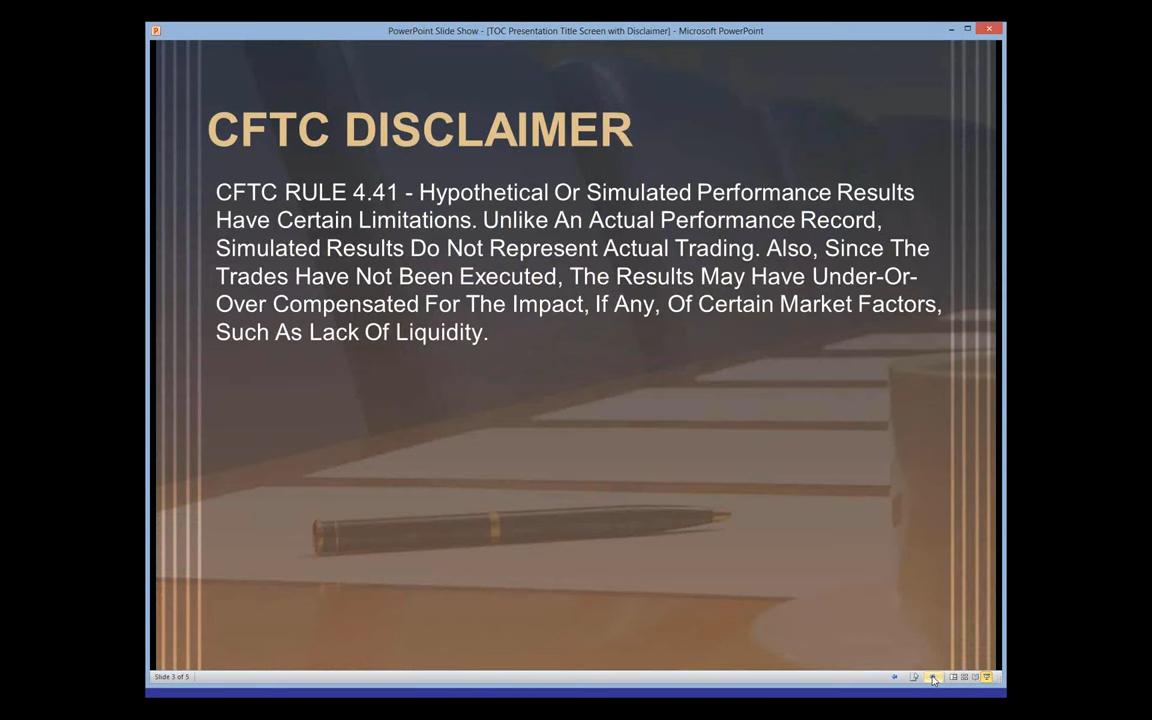 PowerPoint Slide Show - [TOC Presentation Title Screen with Disclaimer] - Microsoft PowerPoint
CFTC DISCLAIMER
CFTC RULE 4.41 - Hypothetical Or Simulated Performance Results
Have Certain Limitations. Unlike An Actual Performance Record,
Simulated Results Do Not Represent Actual Trading. Also, Since The
Trades Have Not Been Executed, The Results May Have Under-Or-
Over Compensated For The Impact, If Any, Of Certain Market Factors,
Such As Lack Of Liquidity.
Slide 3 of 5